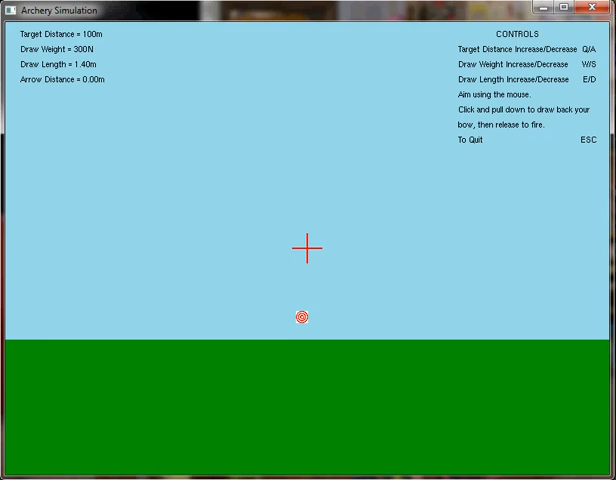 Archery Simulation
Target Distance = 100m
Draw Weight = 300N
Draw Length = 1.40m
Arrow Distance = 0.00m
CONTROLS
Target Distance Increase/Decrease Q/A
Draw Weight Increase/Decrease W/S
Draw Length Increase/Decrease E/D
Aim using the mouse.
Click and pull down to draw back your
bow, then release to fire.
To Quit ESC